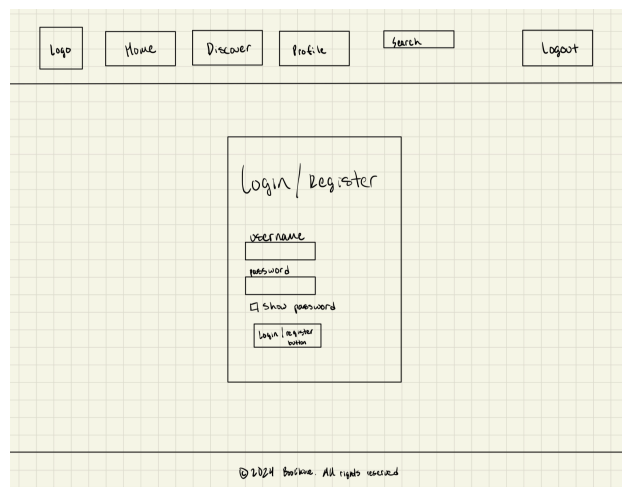 Logo Home Discover Profile Search Logout
Login / Register
username
password
Show password
Login / register
button
© 2024 . All rights reserved